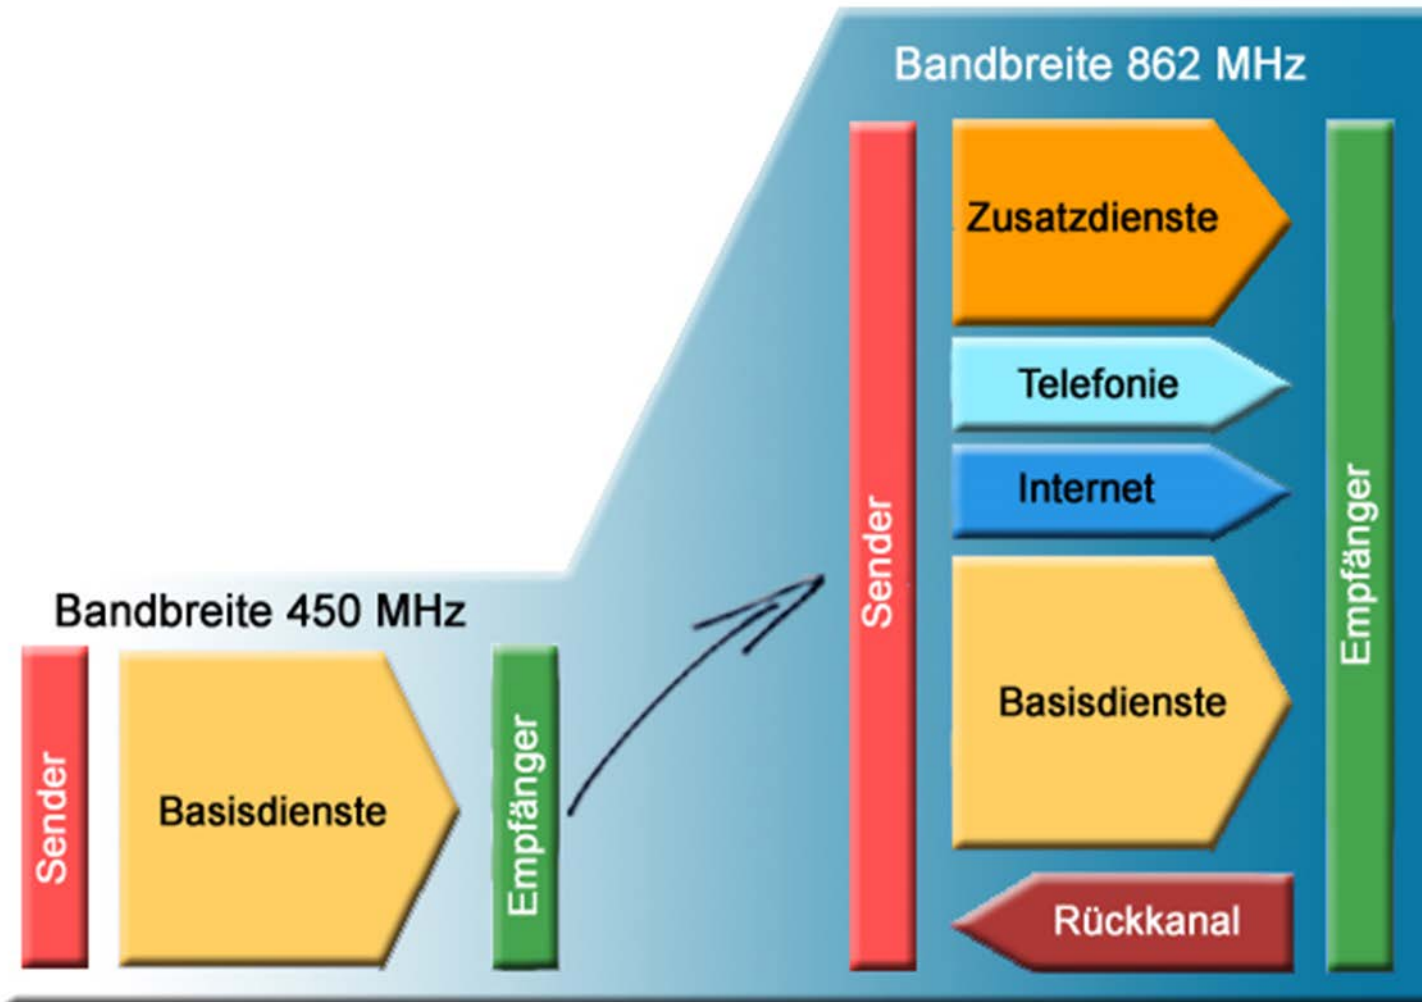 Bandbreite 450 MHz
Sender
Basisdienste
Empfänger
Bandbreite 862 MHz
Sender
Zusatzdienste
Telefonie
Internet
Basisdienste
Rückkanal
Empfänger